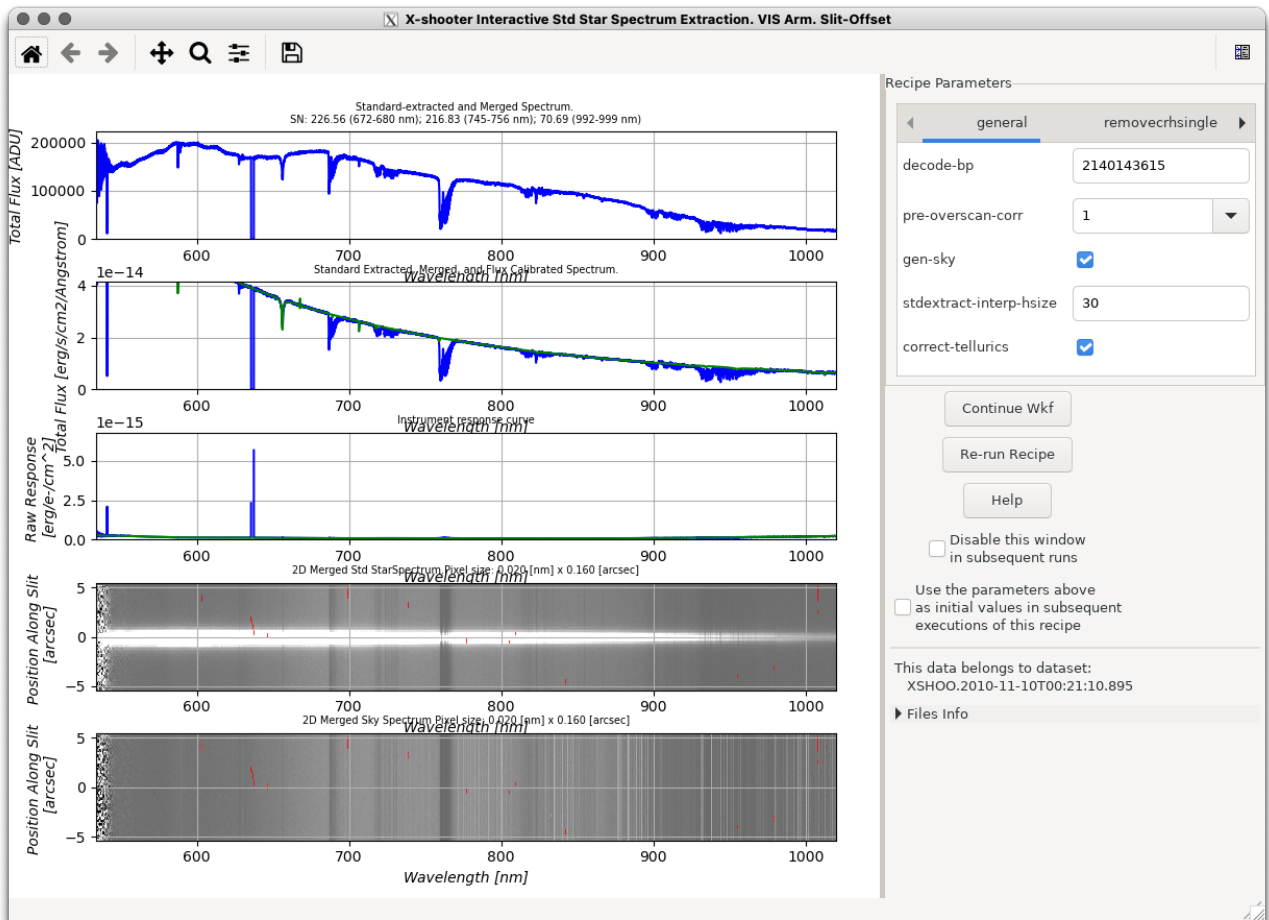 X-shooter Interactive Std Star Spectrum Extraction. VIS Arm. Slit-Offset
Standard-extracted and Merged Spectrum.
SN: 226.56 (672-680 nm); 216.83 (745-756 nm); 70.69 (992-999 nm)
Total Flux [ADU]
200000
100000
0
600
700
800
900
1000
Wavelength [nm]
Standard Extracted, Merged, and Flux Calibrated Spectrum.
1e−14
Total Flux [erg/s/cm2/Angstrom]
4
2
0
600
700
800
900
1000
Wavelength [nm]
Instrument response curve
1e−15
Raw Response
[erg/e-/cm^2]
5.0
2.5
0.0
600
700
800
900
1000
Wavelength [nm]
2D Merged Std StarSpectrum Pixel size: 0.020 [nm] x 0.160 [arcsec]
Position Along Slit
[arcsec]
5
0
−5
600
700
800
900
1000
Wavelength [nm]
2D Merged Sky Spectrum Pixel size: 0.020 [nm] x 0.160 [arcsec]
Position Along Slit
[arcsec]
5
0
−5
600
700
800
900
1000
Wavelength [nm]
Recipe Parameters
general
removecrhsingle
decode-bp
2140143615
pre-overscan-corr
1
gen-sky
stdextract-interp-hsize
30
correct-tellurics
Continue Wkf
Re-run Recipe
Help
Disable this window
in subsequent runs
Use the parameters above
as initial values in subsequent
executions of this recipe
This data belongs to dataset:
XSHOO.2010-11-10T00:21:10.895
Files Info